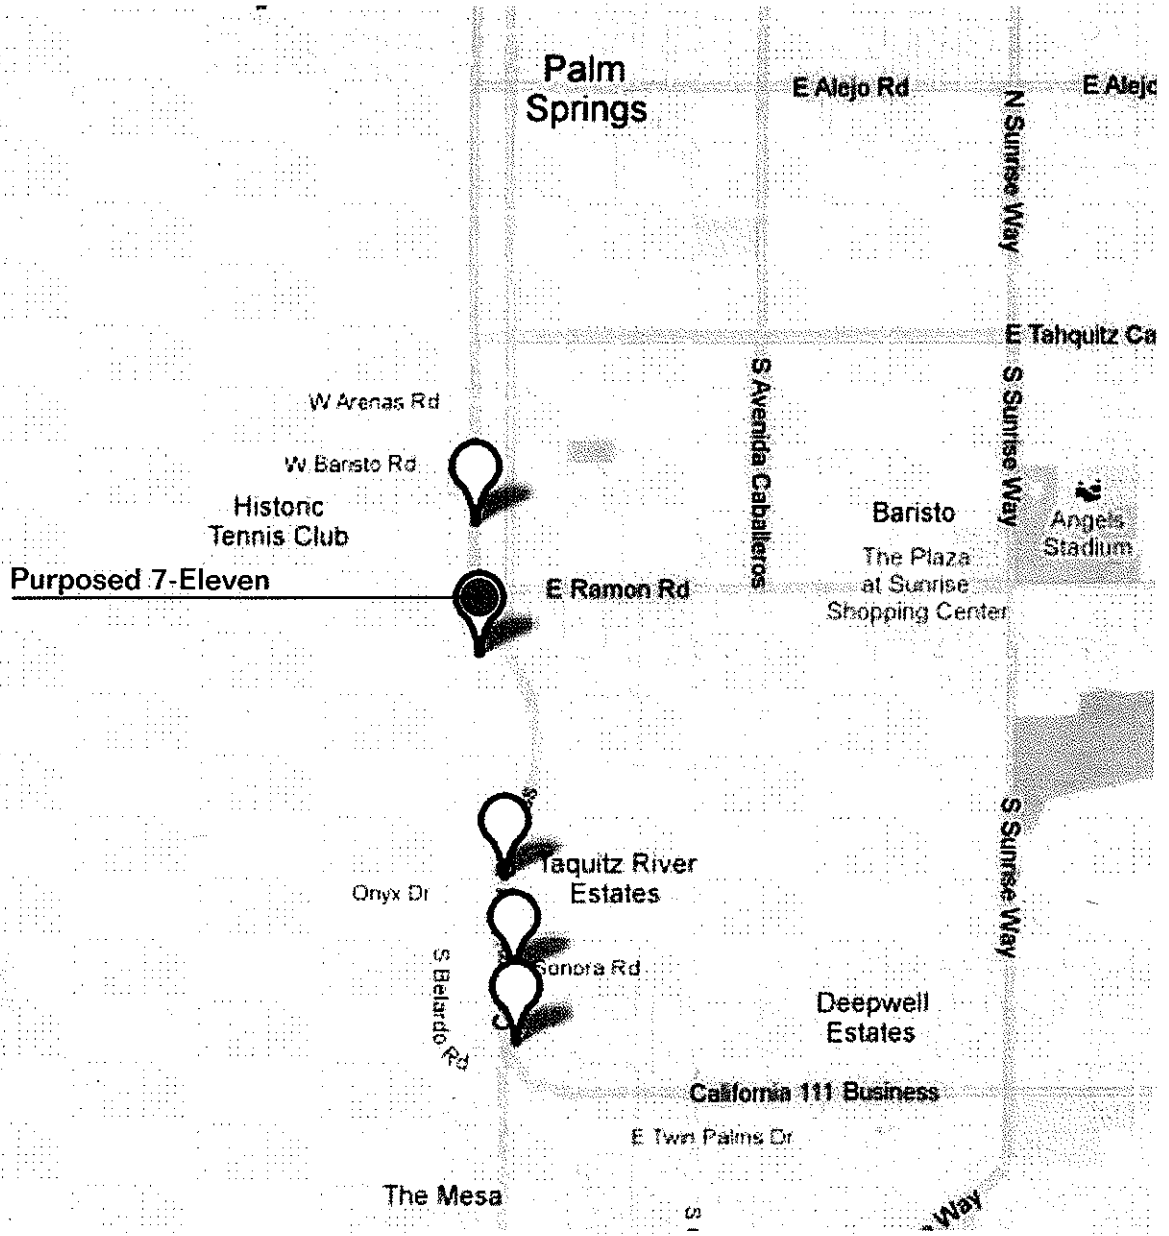 Palm
Springs
E Alejo Rd
E Alejo
N Sunrise Way
E Tahquitz Ca
W Arenas Rd
S Avenida Caballeros
S Sunrise Way
W Baristo Rd
Historic
Tennis Club
Baristo
Angels
Stadium
The Plaza
at Sunrise
Shopping Center
Purposed 7-Eleven
E Ramon Rd
S Sunrise Way
Taquitz River
Estates
Onyx Dr
S Belardo Rd
Sonora Rd
Deepwell
Estates
California 111 Business
E Twin Palms Dr
The Mesa
S
Way